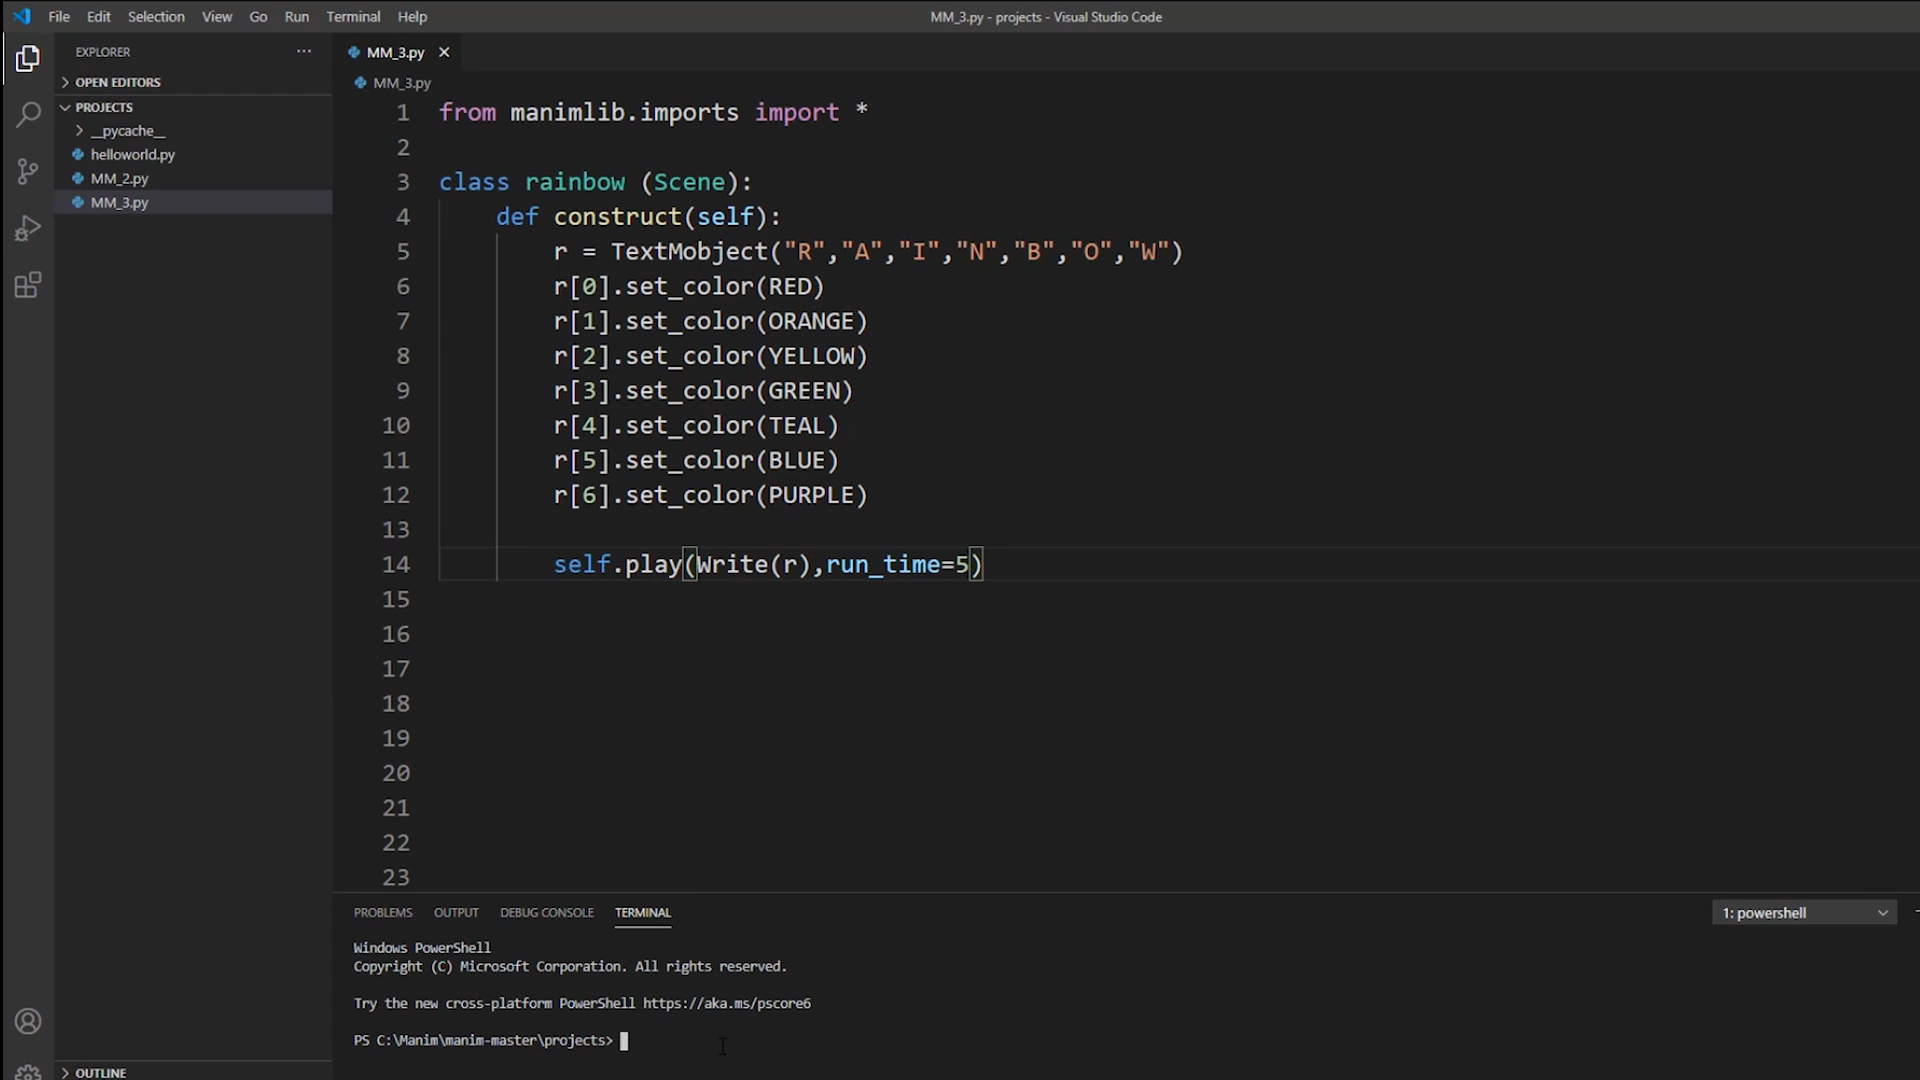 File Edit Selection View Go Run Terminal Help
MM_3.py - projects - Visual Studio Code
EXPLORER
OPEN EDITORS
PROJECTS
__pycache__
helloworld.py
MM_2.py
MM_3.py
OUTLINE
MM_3.py
MM_3.py
1 from manimlib.imports import *
2
3 class rainbow (Scene):
4 def construct(self):
5 r = TextMobject("R","A","I","N","B","O","W")
6 r[0].set_color(RED)
7 r[1].set_color(ORANGE)
8 r[2].set_color(YELLOW)
9 r[3].set_color(GREEN)
10 r[4].set_color(TEAL)
11 r[5].set_color(BLUE)
12 r[6].set_color(PURPLE)
13
14 self.play(Write(r),run_time=5)
15
16
17
18
19
20
21
22
23
PROBLEMS OUTPUT DEBUG CONSOLE TERMINAL
1: powershell
Windows PowerShell
Copyright (C) Microsoft Corporation. All rights reserved.
Try the new cross-platform PowerShell https://aka.ms/pscore6
PS C:\Manim\manim-master\projects>